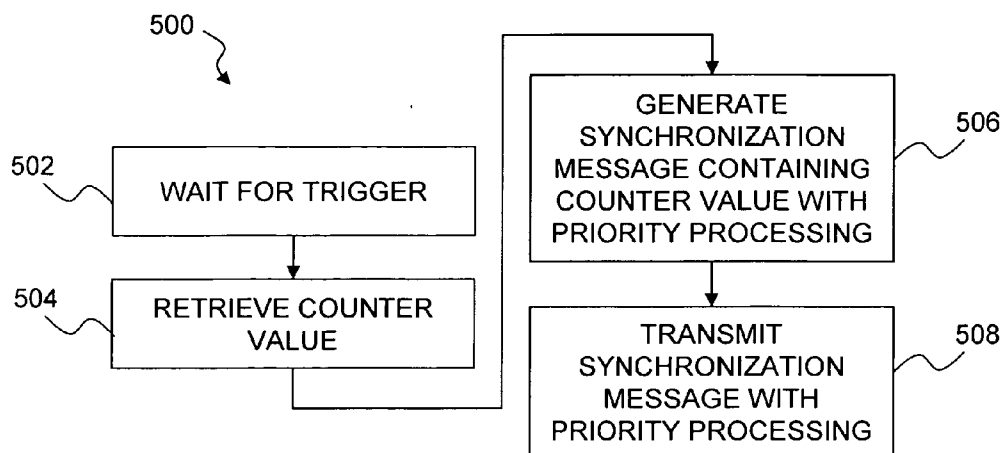 500
502
WAIT FOR TRIGGER
504
RETRIEVE COUNTER
VALUE
GENERATE
SYNCHRONIZATION
MESSAGE CONTAINING
COUNTER VALUE WITH
PRIORITY PROCESSING
506
TRANSMIT
SYNCHRONIZATION
MESSAGE WITH
PRIORITY PROCESSING
508